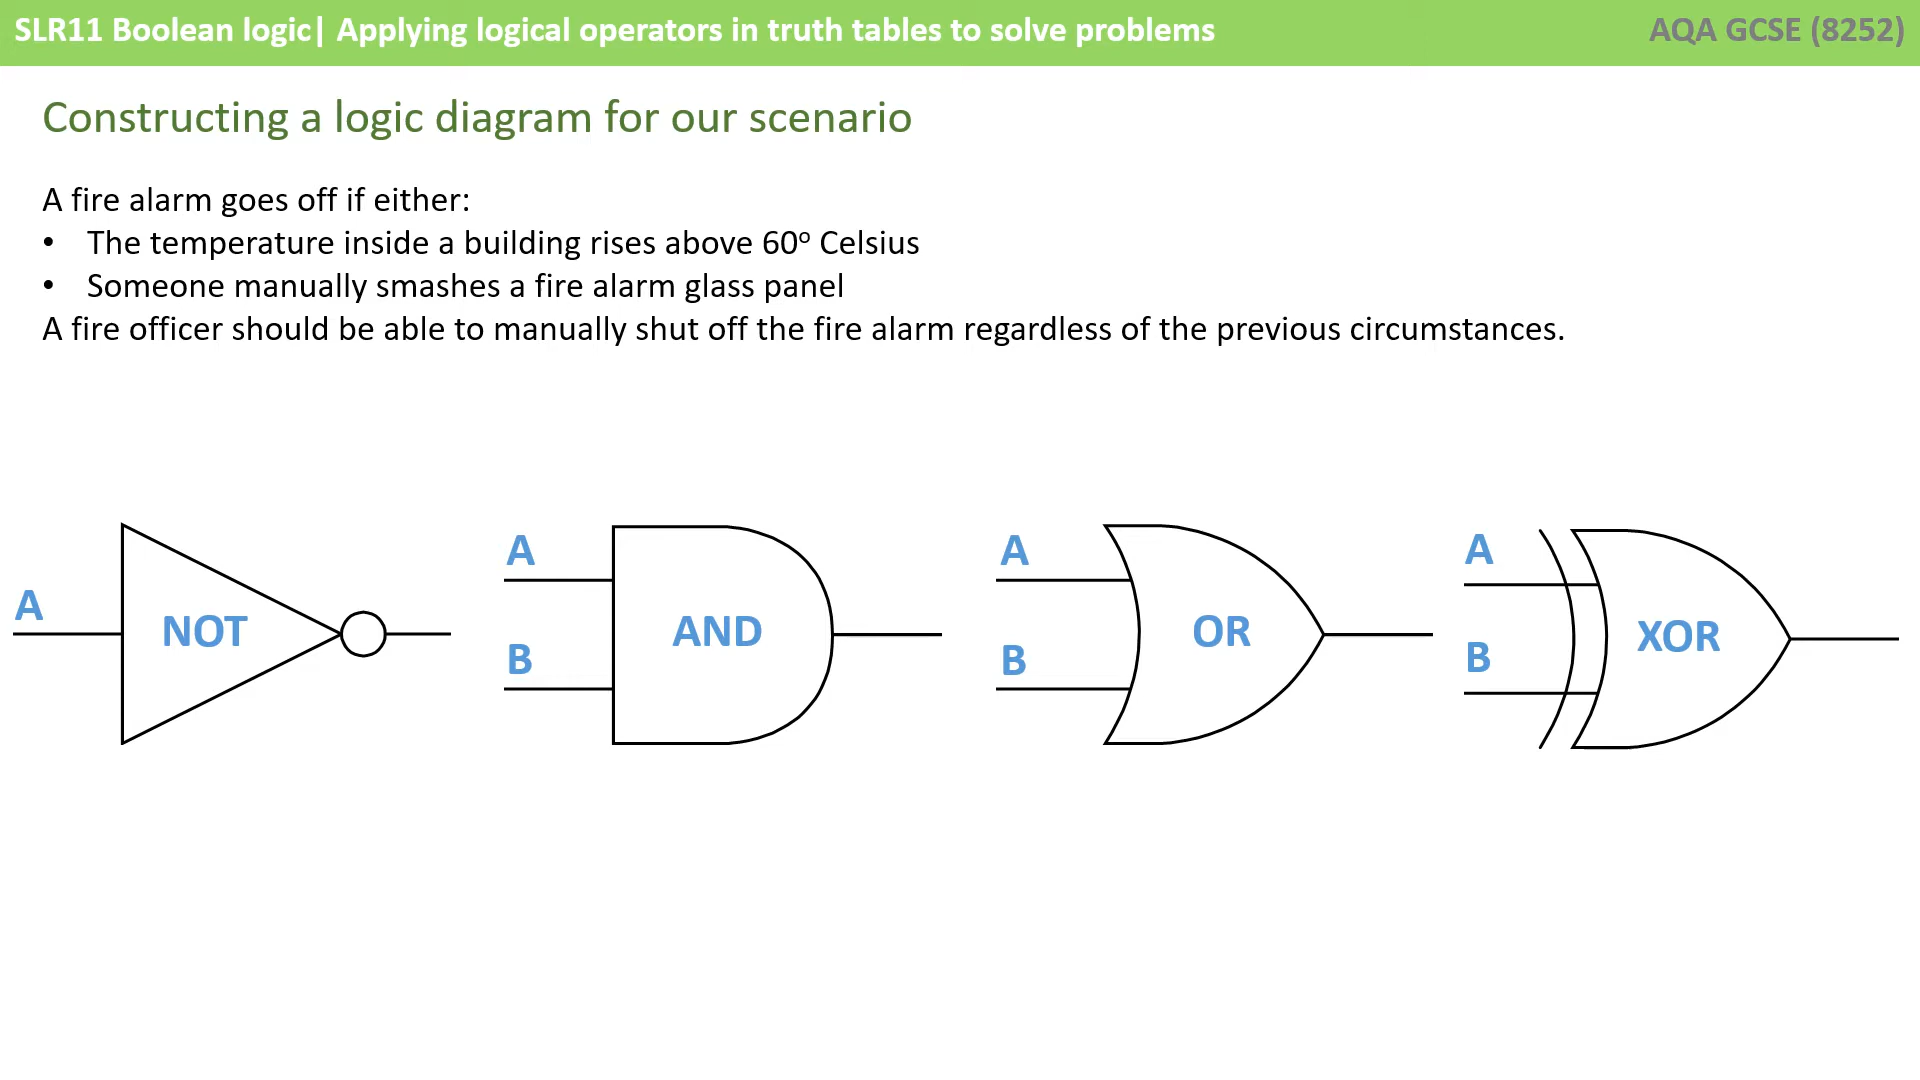 SLR11 Boolean logic| Applying logical operators in truth tables to solve problems
AQA GCSE (8252)
Constructing a logic diagram for our scenario
A fire alarm goes off if either:
• The temperature inside a building rises above 60º Celsius
• Someone manually smashes a fire alarm glass panel
A fire officer should be able to manually shut off the fire alarm regardless of the previous circumstances.
A
NOT
A
B
AND
A
B
OR
A
B
XOR